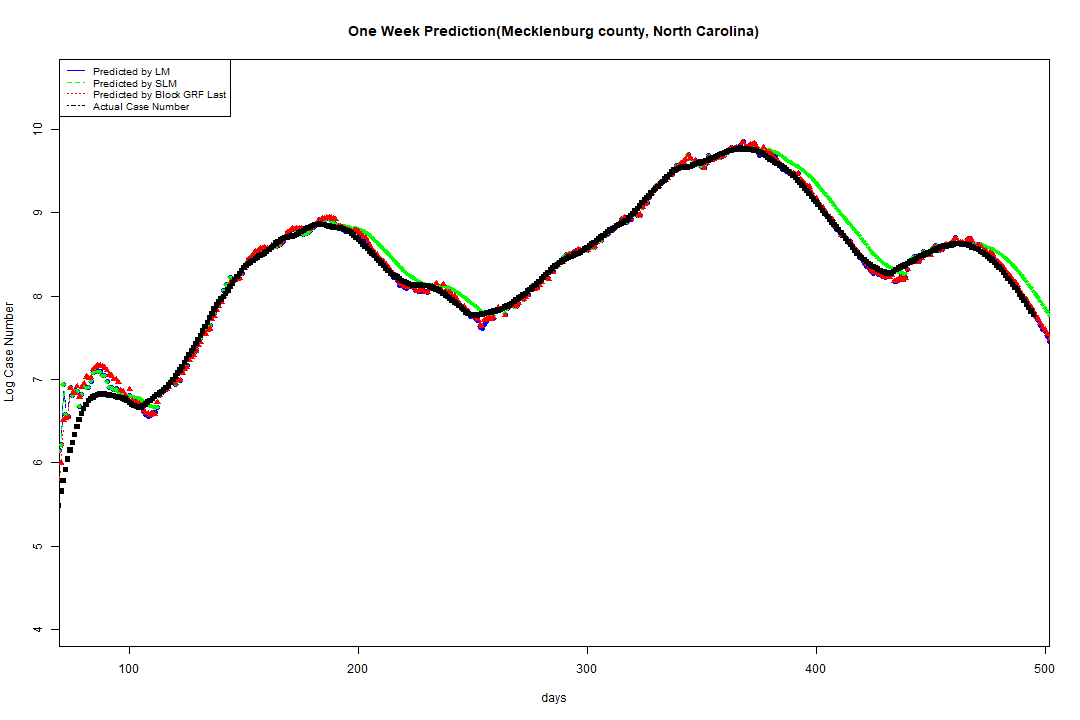 One Week Prediction(Mecklenburg county, North Carolina)
Predicted by LM
Predicted by SLM
Predicted by Block GRF Last
Actual Case Number
Log Case Number
10
9
8
7
6
5
4
100 200 300 400 500
days